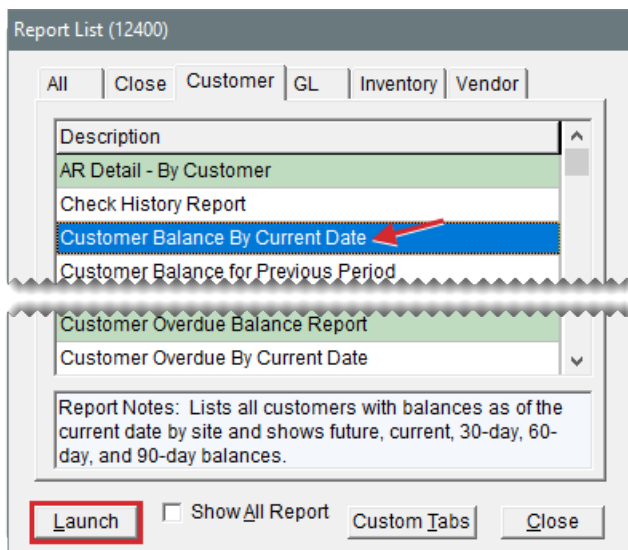 Report List (12400)
All Close Customer GL Inventory Vendor
Description
AR Detail - By Customer
Check History Report
Customer Balance By Current Date
Customer Balance for Previous Period
Customer Overdue Balance Report
Customer Overdue By Current Date
Report Notes: Lists all customers with balances as of the
current date by site and shows future, current, 30-day, 60-
day, and 90-day balances.
Launch Show All Report Custom Tabs Close